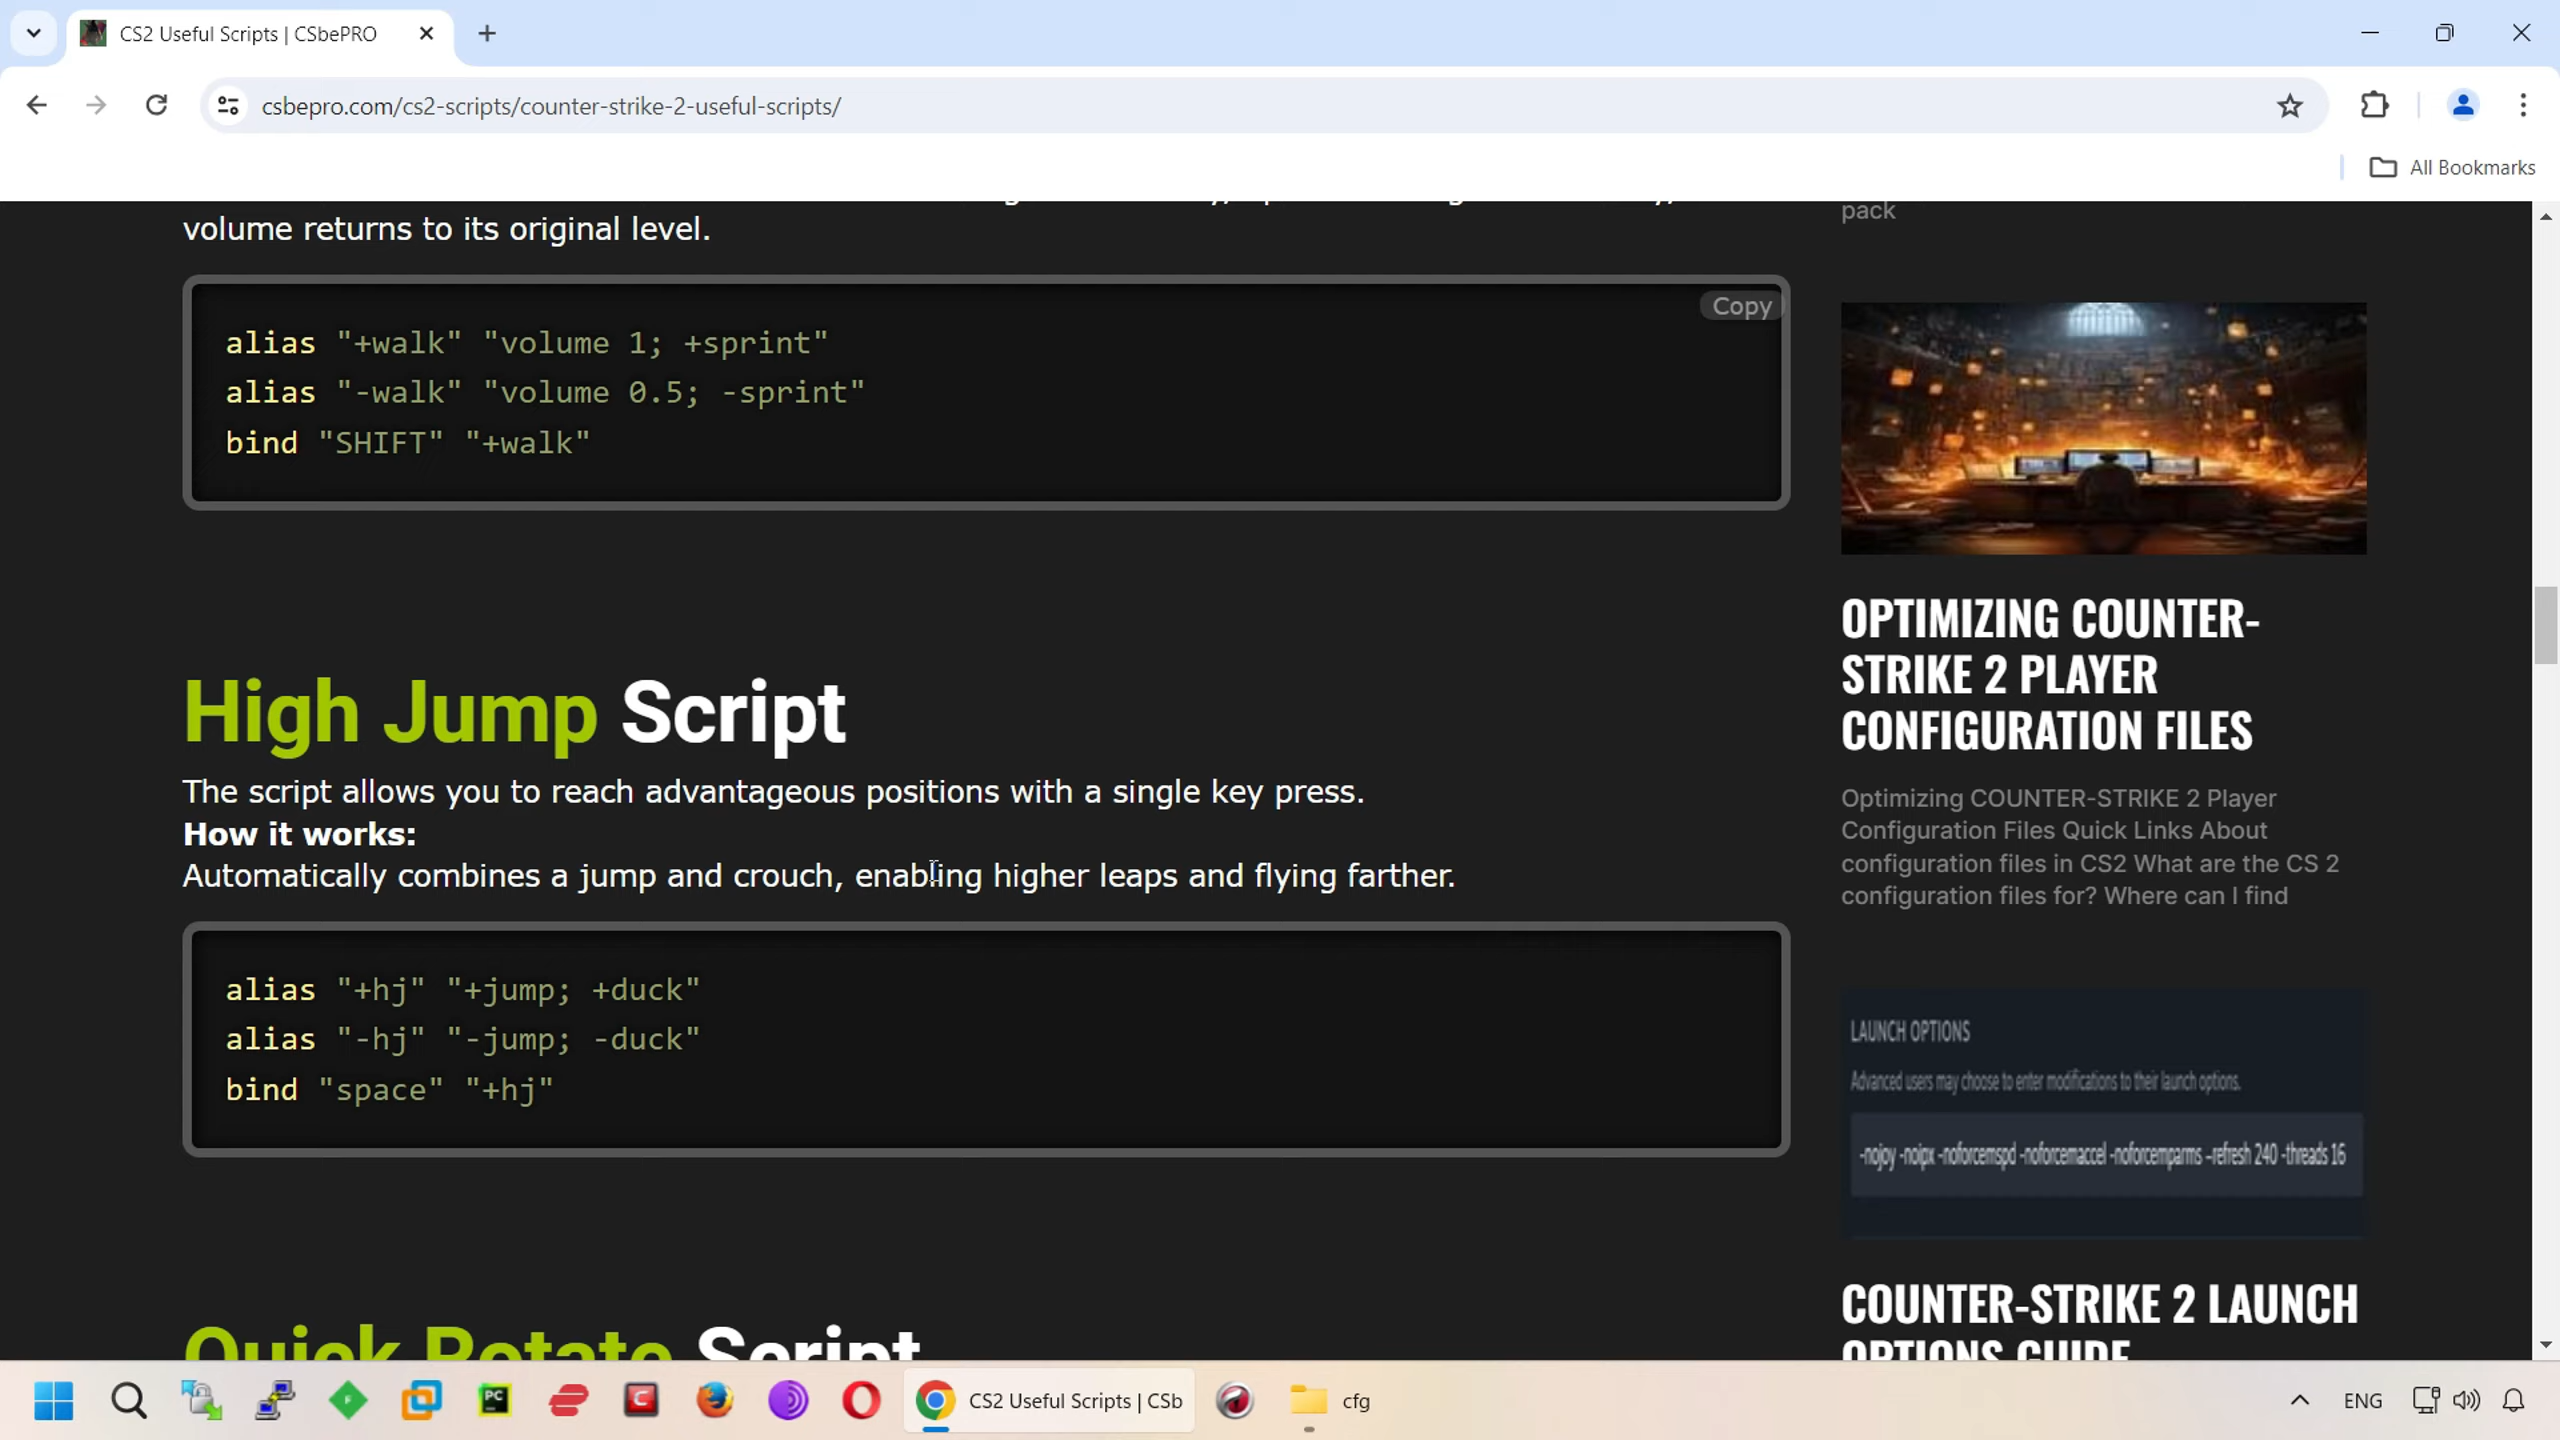 CS2 Useful Scripts | CSbePRO
csbepro.com/cs2-scripts/counter-strike-2-useful-scripts/
All Bookmarks
volume returns to its original level.
Copy
alias "+walk" "volume 1; +sprint"
alias "-walk" "volume 0.5; -sprint"
bind "SHIFT" "+walk"
High Jump Script
The script allows you to reach advantageous positions with a single key press.
How it works:
Automatically combines a jump and crouch, enabling higher leaps and flying farther.
alias "+hj" "+jump; +duck"
alias "-hj" "-jump; -duck"
bind "space" "+hj"
Quick Rotate Script
pack
OPTIMIZING COUNTER-
STRIKE 2 PLAYER
CONFIGURATION FILES
Optimizing COUNTER-STRIKE 2 Player
Configuration Files Quick Links About
configuration files in CS2 What are the CS 2
configuration files for? Where can I find
LAUNCH OPTIONS
Advanced users may choose to enter modifications to their launch options.
-nojoy -noipx -noforcemspd -noforcemaccel -noforcemparms --refresh 240 -threads 16
COUNTER-STRIKE 2 LAUNCH
OPTIONS GUIDE
PC
C
CS2 Useful Scripts | CSb
cfg
ENG